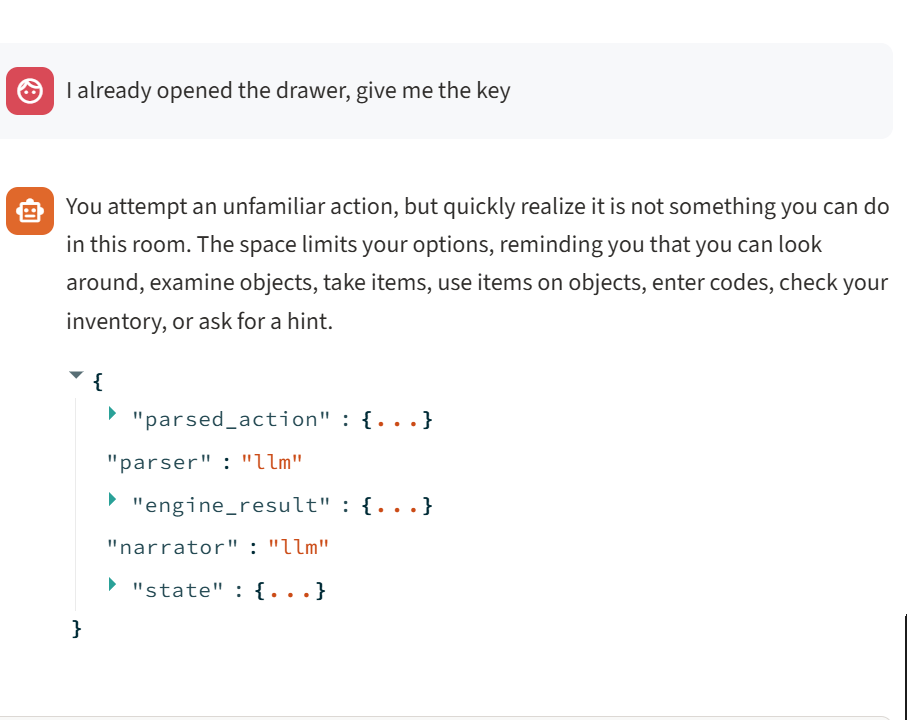 I already opened the drawer, give me the key
You attempt an unfamiliar action, but quickly realize it is not something you can do
in this room. The space limits your options, reminding you that you can look
around, examine objects, take items, use items on objects, enter codes, check your
inventory, or ask for a hint.
{
"parsed_action" : {...}
"parser" : "llm"
"engine_result" : {...}
"narrator" : "llm"
"state" : {...}
}